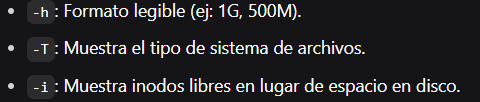 • -h: Formato legible (ej: 1G, 500M).
• -T: Muestra el tipo de sistema de archivos.
• -i: Muestra inodos libres en lugar de espacio en disco.